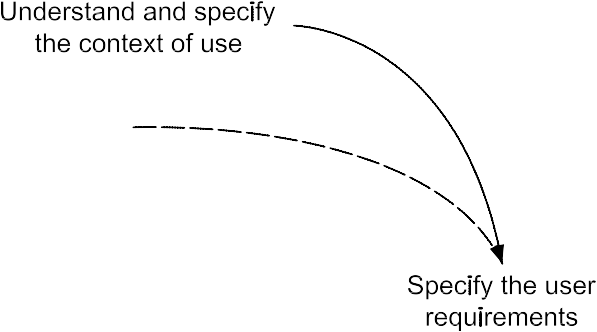 Understand and specify
the context of use
Specify the user
requirements